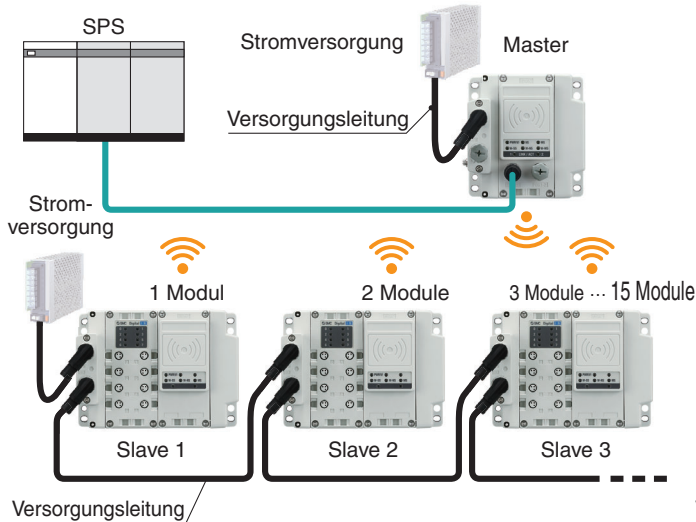 SPS
Stromversorgung
Master
Versorgungsleitung
Strom-
versorgung
1 Modul
2 Module
3 Module ··· 15 Module
Slave 1
Slave 2
Slave 3
Versorgungsleitung